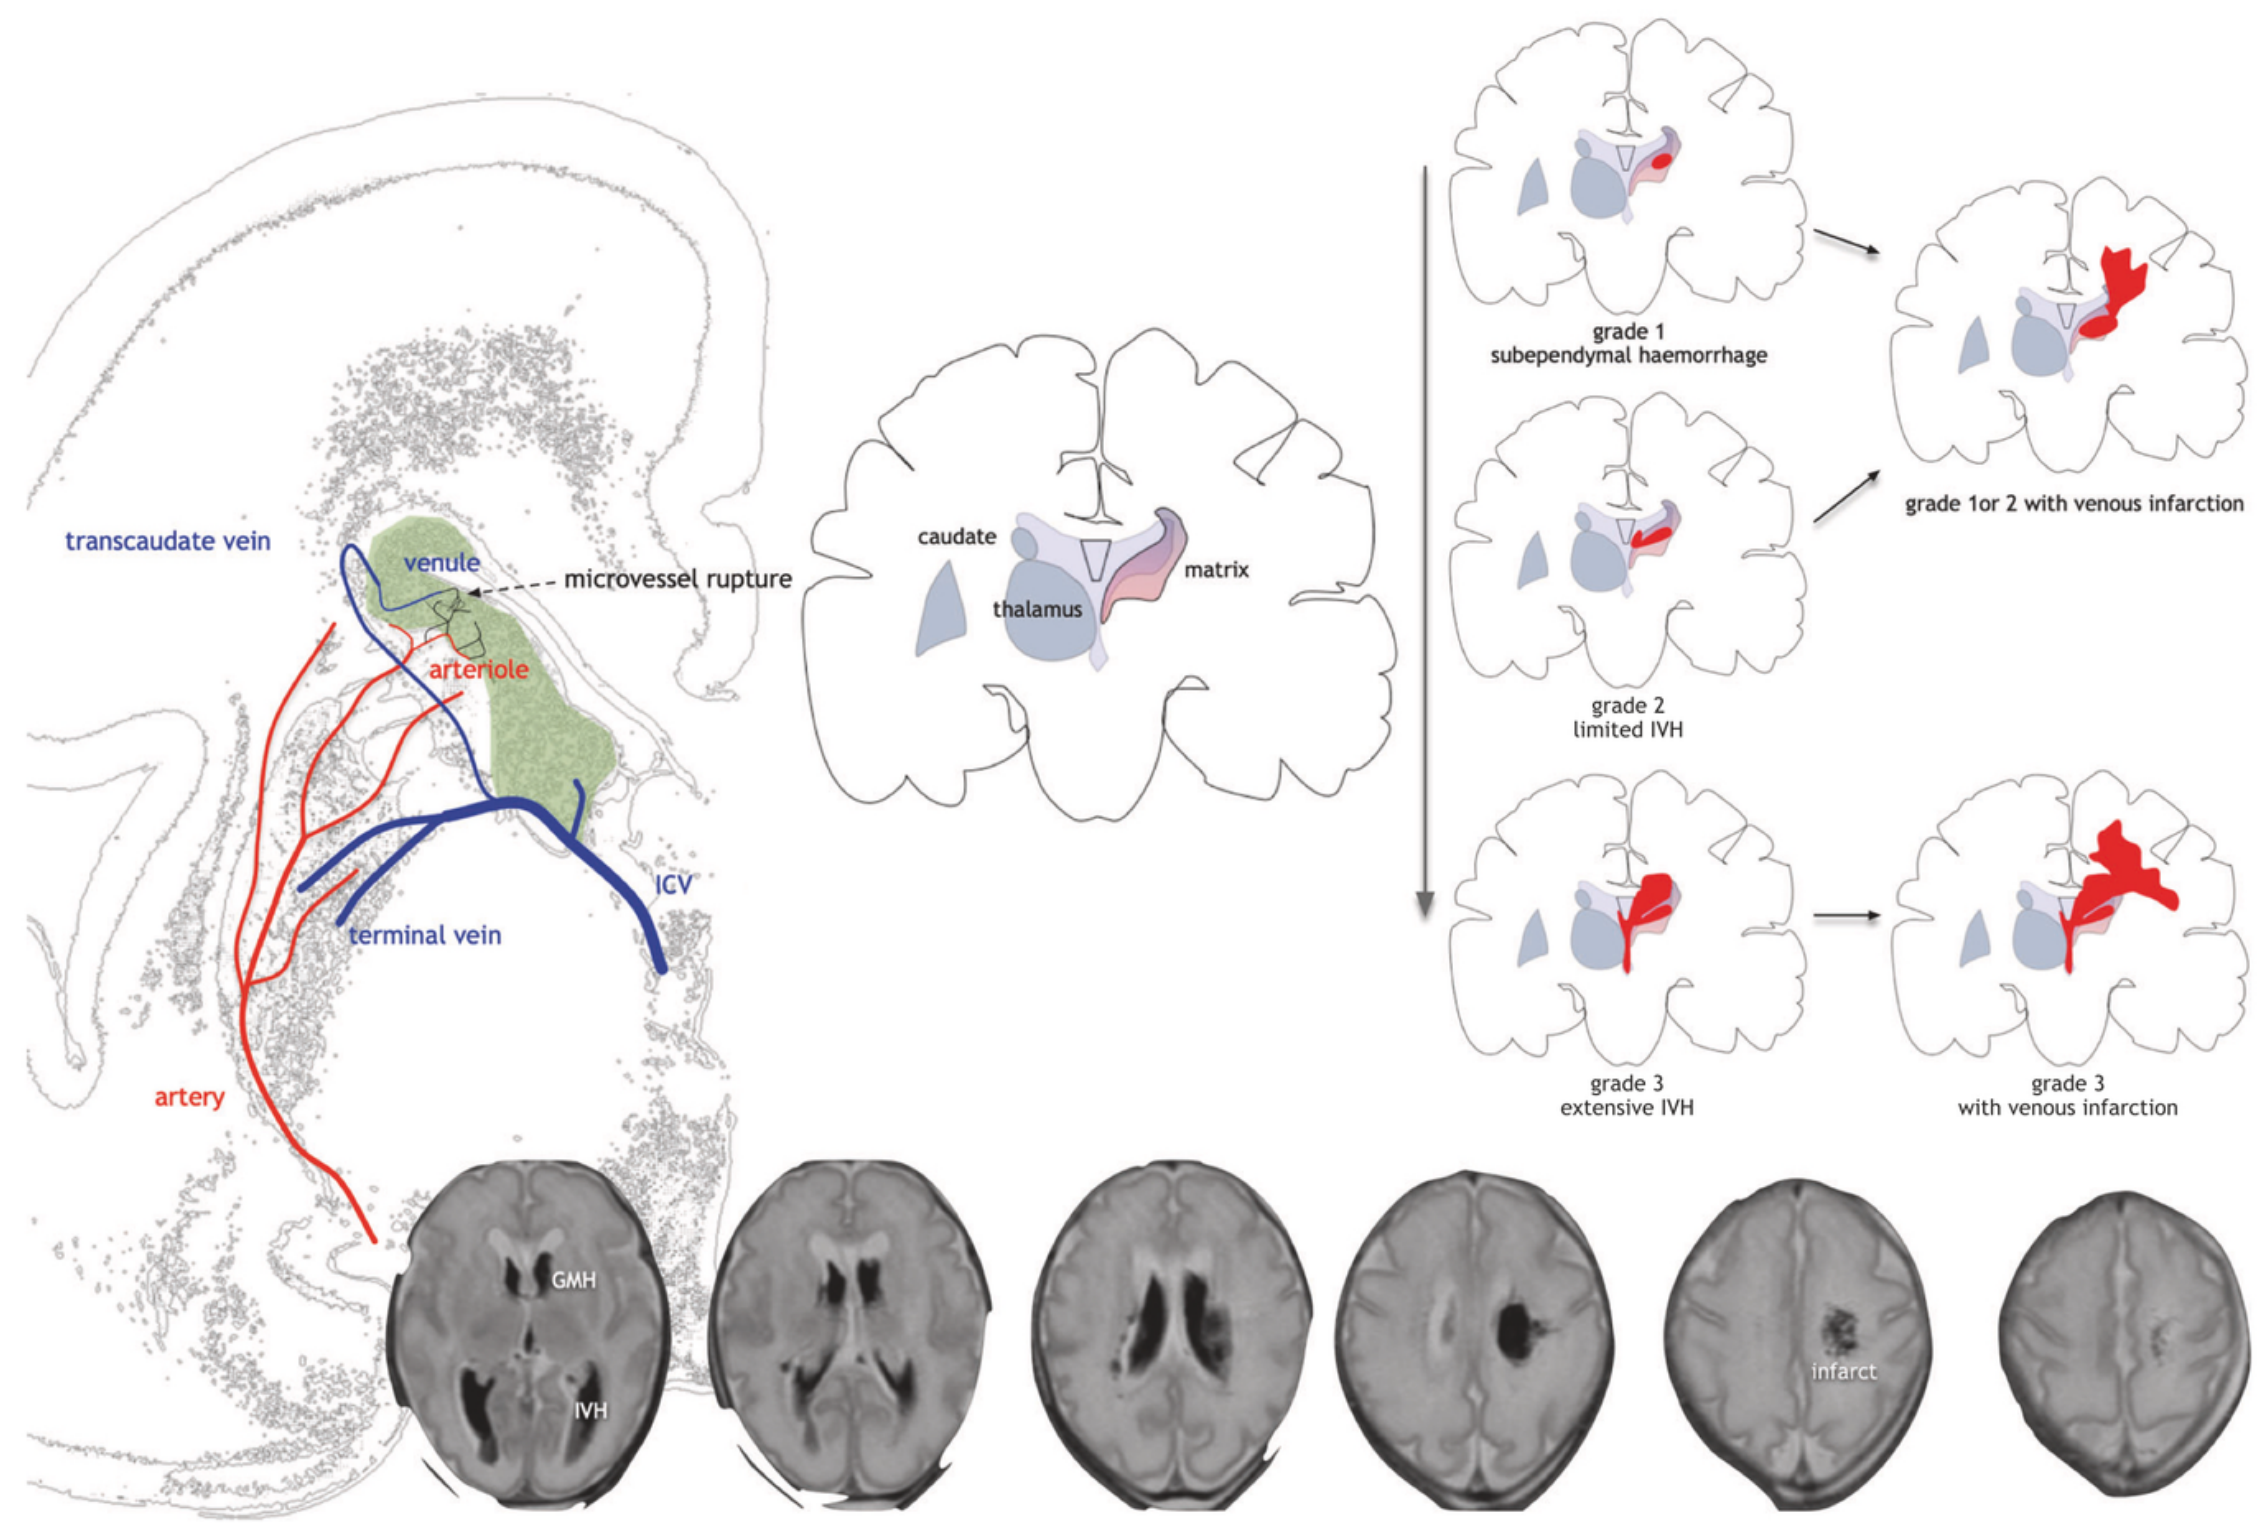 transcaudate vein
venule
microvessel rupture
arteriole
ICV
terminal vein
artery
caudate
thalamus
matrix
grade 1
subependymal haemorrhage
grade 2
limited IVH
grade 1or 2 with venous infarction
grade 3
extensive IVH
grade 3
with venous infarction
GMH
IVH
infarct